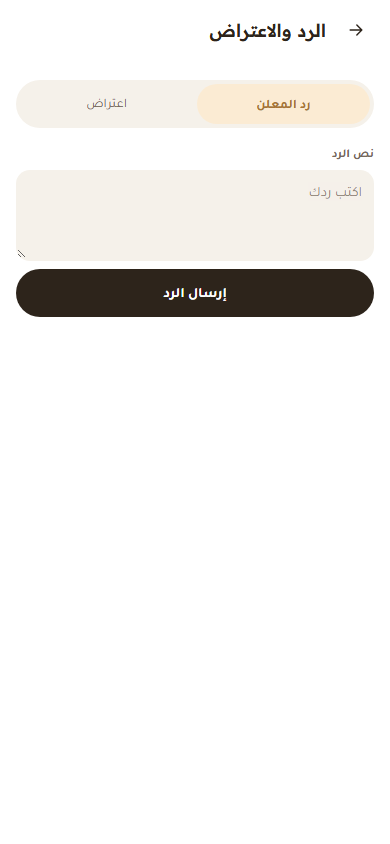 الرد والاعتراض
رد المعلن
اعتراض
نص الرد
اكتب ردك
إرسال الرد